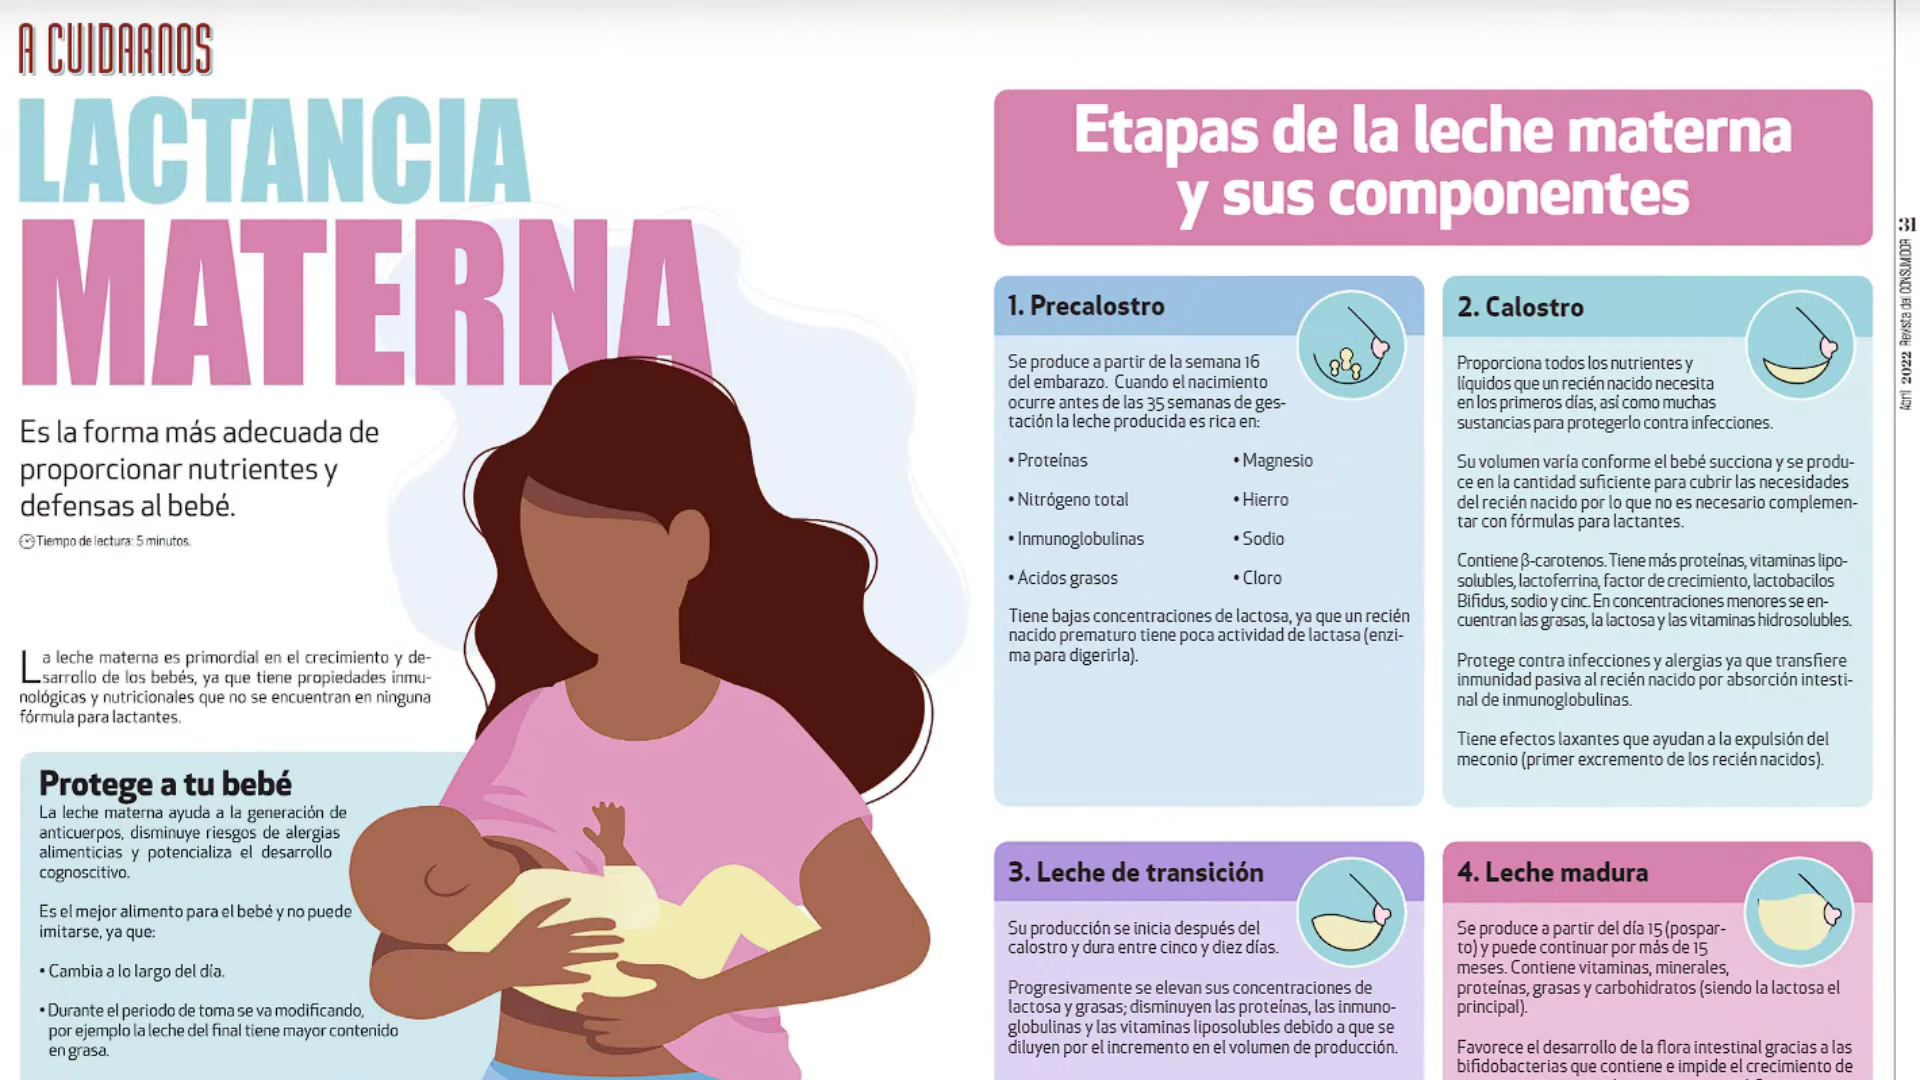 A CUIDARNOS
LACTANCIA
MATERNA
Es la forma más adecuada de
proporcionar nutrientes y
defensas al bebé.
Tiempo de lectura: 5 minutos.
La leche materna es primordial en el crecimiento y de-
sarrollo de los bebés, ya que tiene propiedades inmu-
nológicas y nutricionales que no se encuentran en ninguna
fórmula para lactantes.
Protege a tu bebé
La leche materna ayuda a la generación de
anticuerpos, disminuye riesgos de alergias
alimenticias y potencializa el desarrollo
cognoscitivo.
Es el mejor alimento para el bebé y no puede
imitarse, ya que:
• Cambia a lo largo del día.
• Durante el periodo de toma se va modificando,
por ejemplo la leche del final tiene mayor contenido
en grasa.
Etapas de la leche materna
y sus componentes
1. Precalostro
Se produce a partir de la semana 16
del embarazo. Cuando el nacimiento
ocurre antes de las 35 semanas de ges-
tación la leche producida es rica en:
• Proteínas
• Nitrógeno total
• Inmunoglobulinas
• Ácidos grasos
• Magnesio
• Hierro
• Sodio
• Cloro
Tiene bajas concentraciones de lactosa, ya que un recién
nacido prematuro tiene poca actividad de lactasa (enzi-
ma para digerirla).
2. Calostro
Proporciona todos los nutrientes y
líquidos que un recién nacido necesita
en los primeros días, así como muchas
sustancias para protegerlo contra infecciones.
Su volumen varía conforme el bebé succiona y se produ-
ce en la cantidad suficiente para cubrir las necesidades
del recién nacido por lo que no es necesario complemen-
tar con fórmulas para lactantes.
Contiene β-carotenos. Tiene más proteínas, vitaminas lipo-
solubles, lactoferrina, factor de crecimiento, lactobacilos
Bifidus, sodio y cinc. En concentraciones menores se en-
cuentran las grasas, la lactosa y las vitaminas hidrosolubles.
Protege contra infecciones y alergias ya que transfiere
inmunidad pasiva al recién nacido por absorción intesti-
nal de inmunoglobulinas.
Tiene efectos laxantes que ayudan a la expulsión del
meconio (primer excremento de los recién nacidos).
3. Leche de transición
Su producción se inicia después del
calostro y dura entre cinco y diez días.
Progresivamente se elevan sus concentraciones de
lactosa y grasas; disminuyen las proteínas, las inmuno-
globulinas y las vitaminas liposolubles debido a que se
diluyen por el incremento en el volumen de producción.
4. Leche madura
Se produce a partir del día 15 (pospar-
to) y puede continuar por más de 15
meses. Contiene vitaminas, minerales,
proteínas, grasas y carbohidratos (siendo la lactosa el
principal).
Favorece el desarrollo de la flora intestinal gracias a las
bifidobacterias que contiene e impide el crecimiento de
31
Abril 2022 Revista del CONSUMIDOR